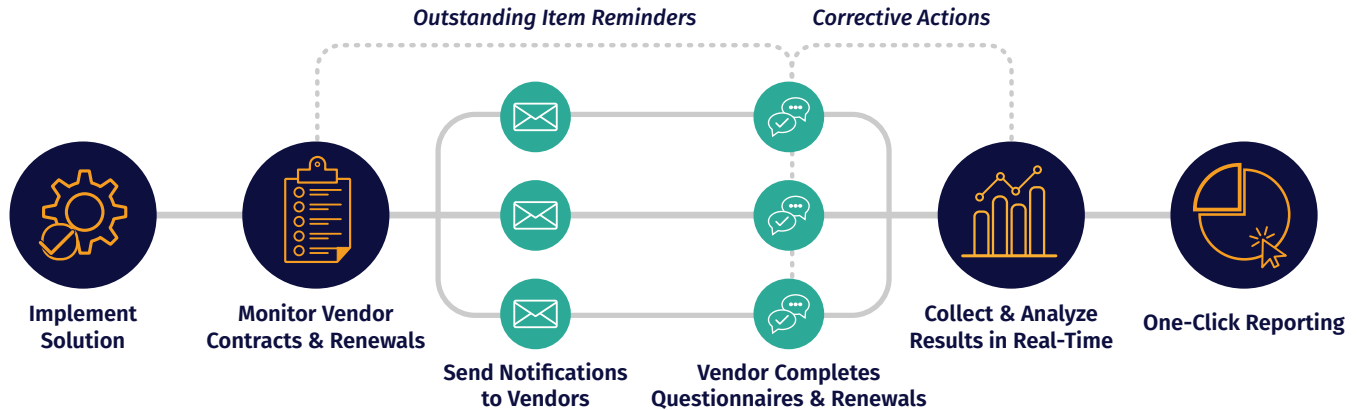 Outstanding Item Reminders
Corrective Actions
Implement
Solution
Monitor Vendor
Contracts & Renewals
Send Notifications
to Vendors
Vendor Completes
Questionnaires & Renewals
Collect & Analyze
Results in Real-Time
One-Click Reporting